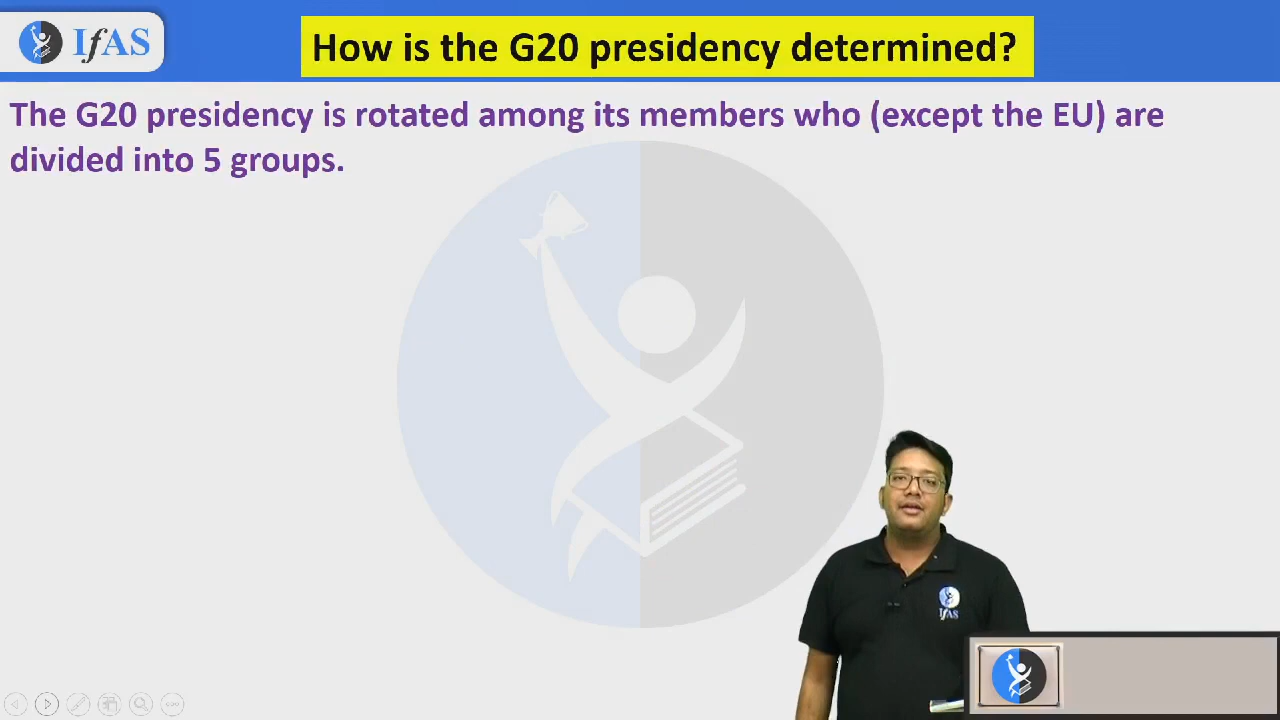 IfAS
How is the G20 presidency determined?
The G20 presidency is rotated among its members who (except the EU) are
divided into 5 groups.
IfAS